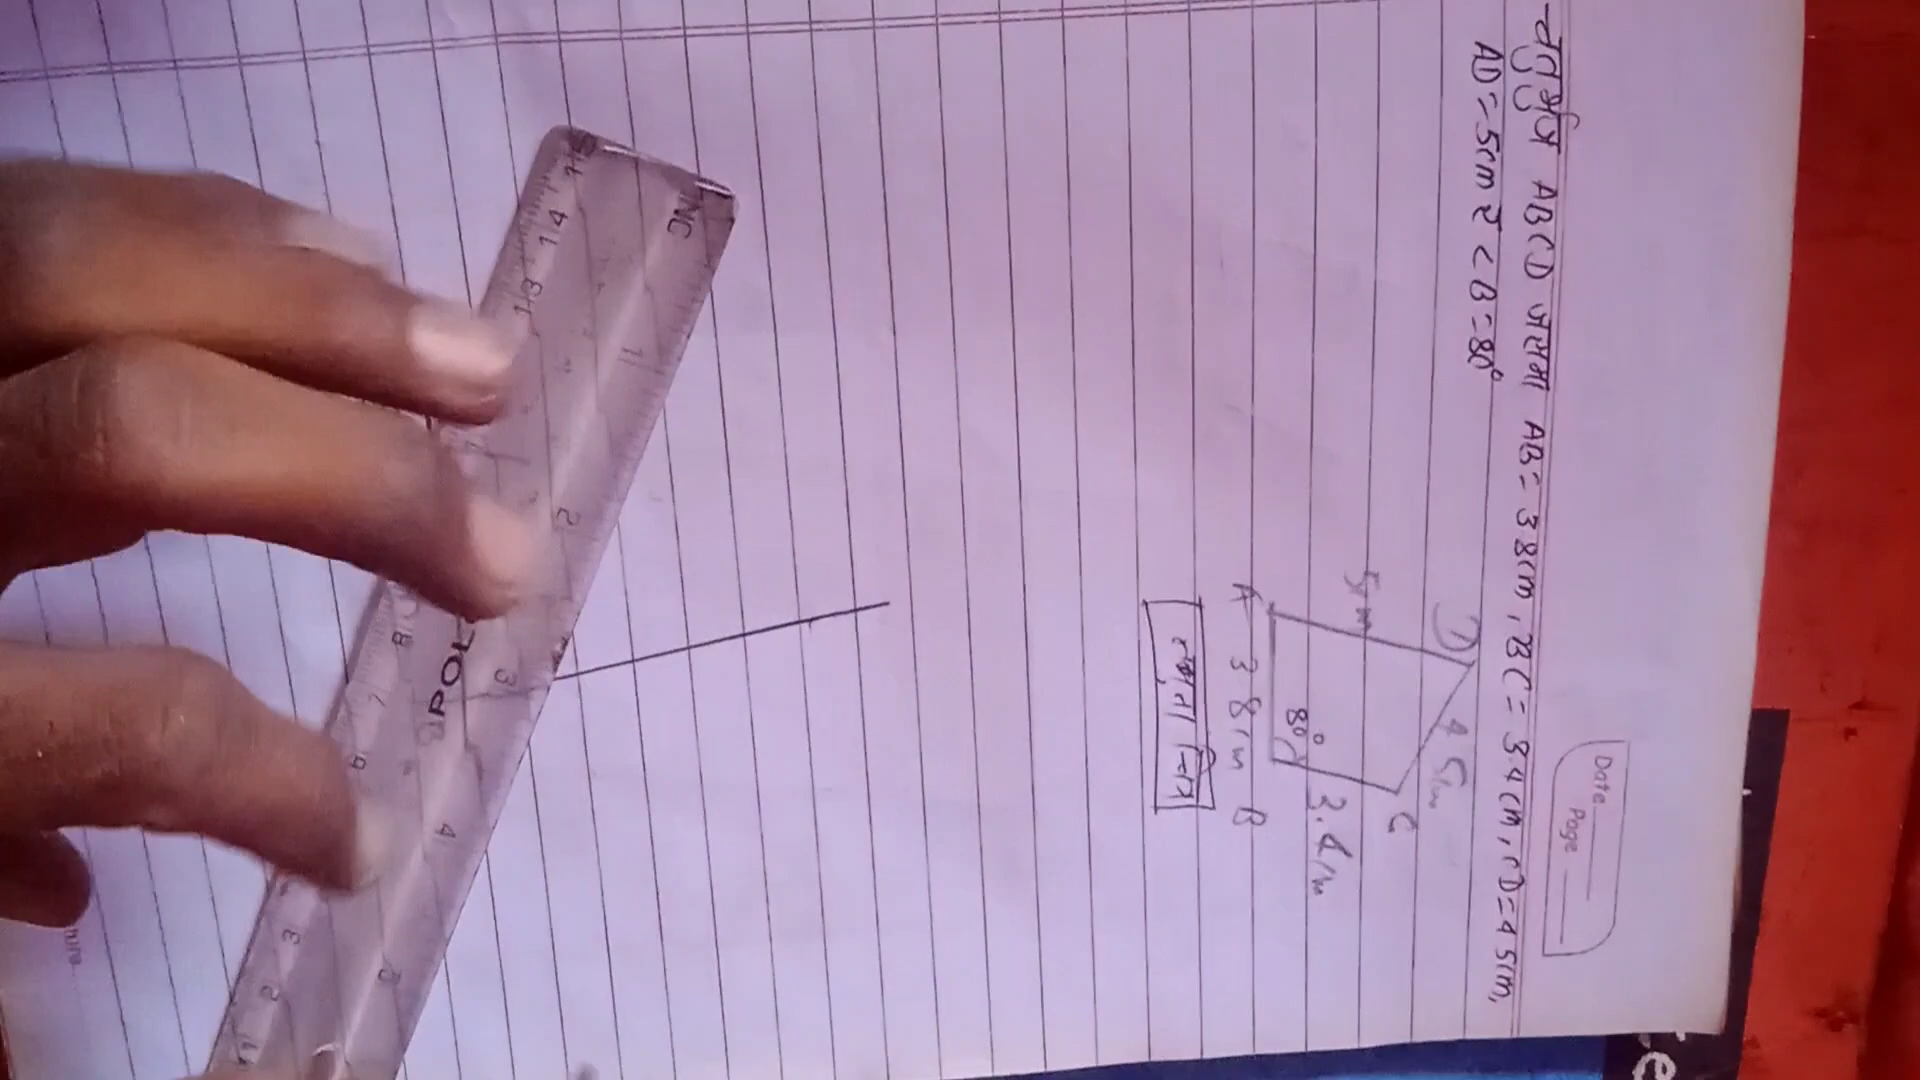 Date
Page
चतुर्भुज ABCD जसमा AB = 3.8cm, BC = 3.4cm, CD = 4.5cm,
AD = 5cm र <B = 80°
D
4.5cm
C
5cm
3.4cm
80°
A 3.8cm B